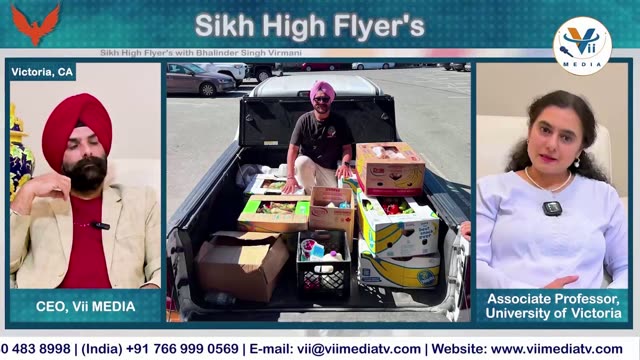 Sikh High Flyer's
Sikh High Flyer's with Bhalinder Singh Virmani
Vii
MEDIA
Victoria, CA
CEO, Vii MEDIA
Associate Professor,
University of Victoria
0 483 8998 | (India) +91 766 999 0569 | E-mail: vii@viimediatv.com | Website: www.viimediatv.com